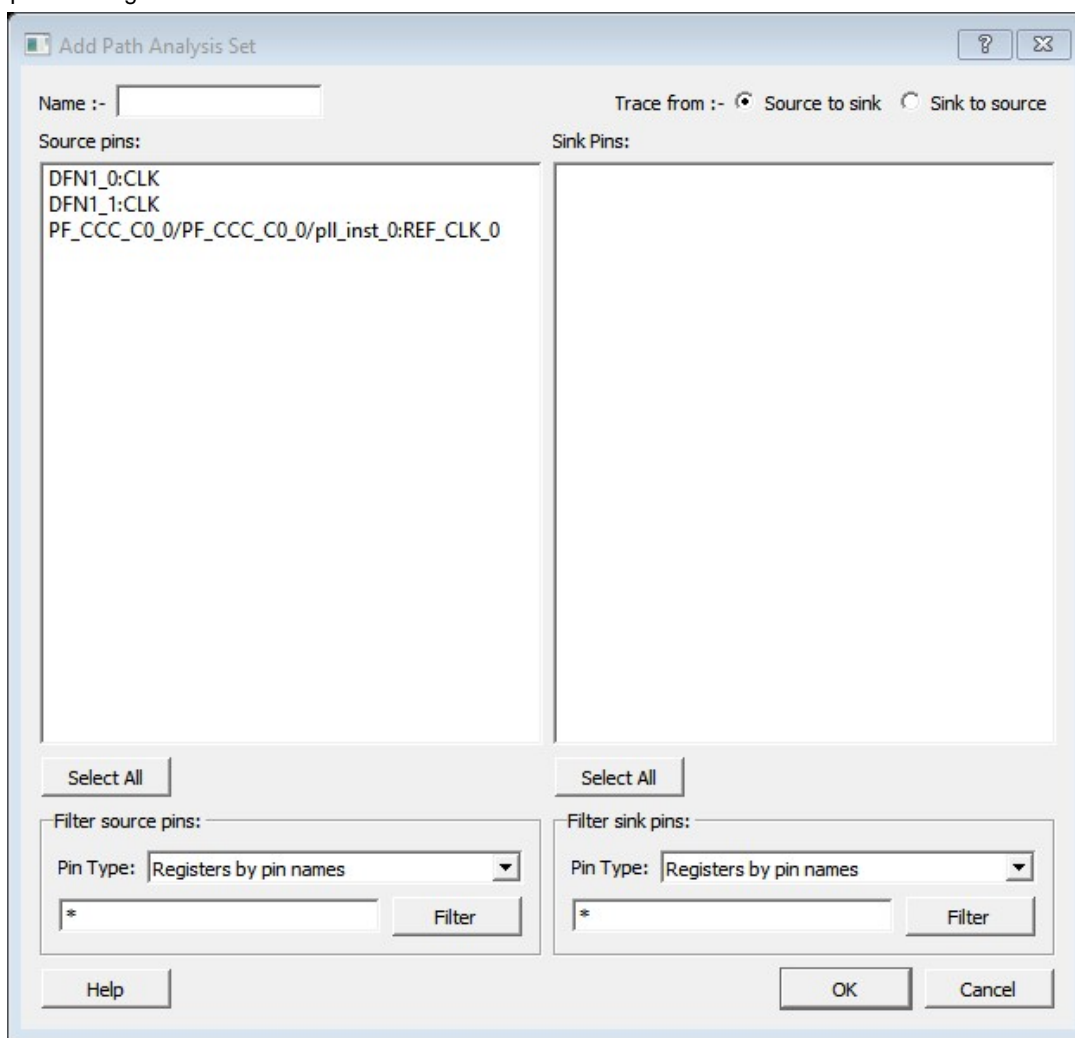 Add Path Analysis Set
Name :- Trace from :- Source to sink Sink to source
Source pins: Sink Pins:
DFN1_0:CLK
DFN1_1:CLK
PF_CCC_C0_0/PF_CCC_C0_0/pll_inst_0:REF_CLK_0
Select All Select All
Filter source pins: Filter sink pins:
Pin Type: Registers by pin names Pin Type: Registers by pin names
* Filter * Filter
Help OK Cancel